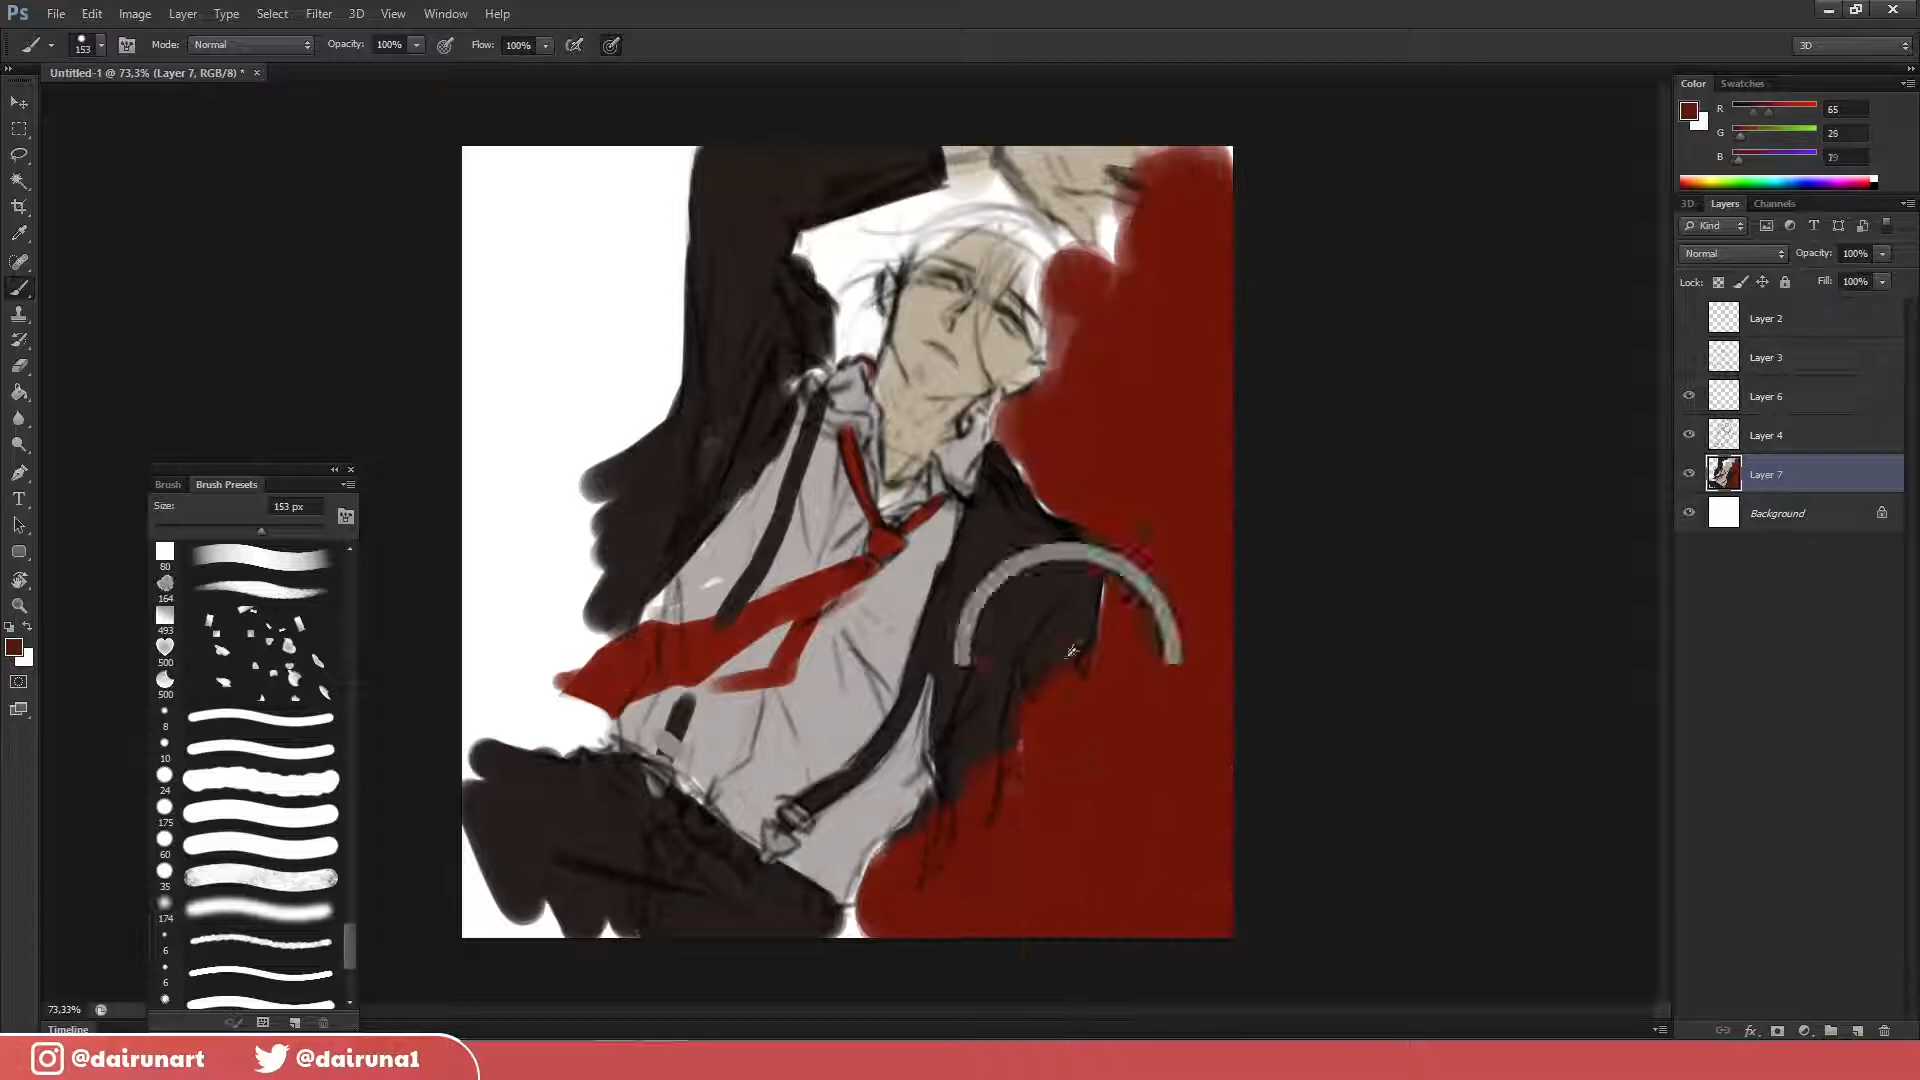 Ps File Edit Image Layer Type Select Filter 3D View Window Help
153 Mode: Normal Opacity: 100% Flow: 100% 3D
Untitled-1 @ 73,3% (Layer 7, RGB/8) * ×
Color Swatches
R 65
G 26
B
3D Layers Channels
Kind T
Normal Opacity: 100%
Lock: Fill: 100%
Layer 2
Layer 3
Layer 6
Layer 4
Layer 7
Background
Brush Brush Presets
Size: 153 px
80
164
493
500
500
8
10
24
175
60
35
174
6
6
73,33%
Timeline
fx
@dairunart @dairuna1